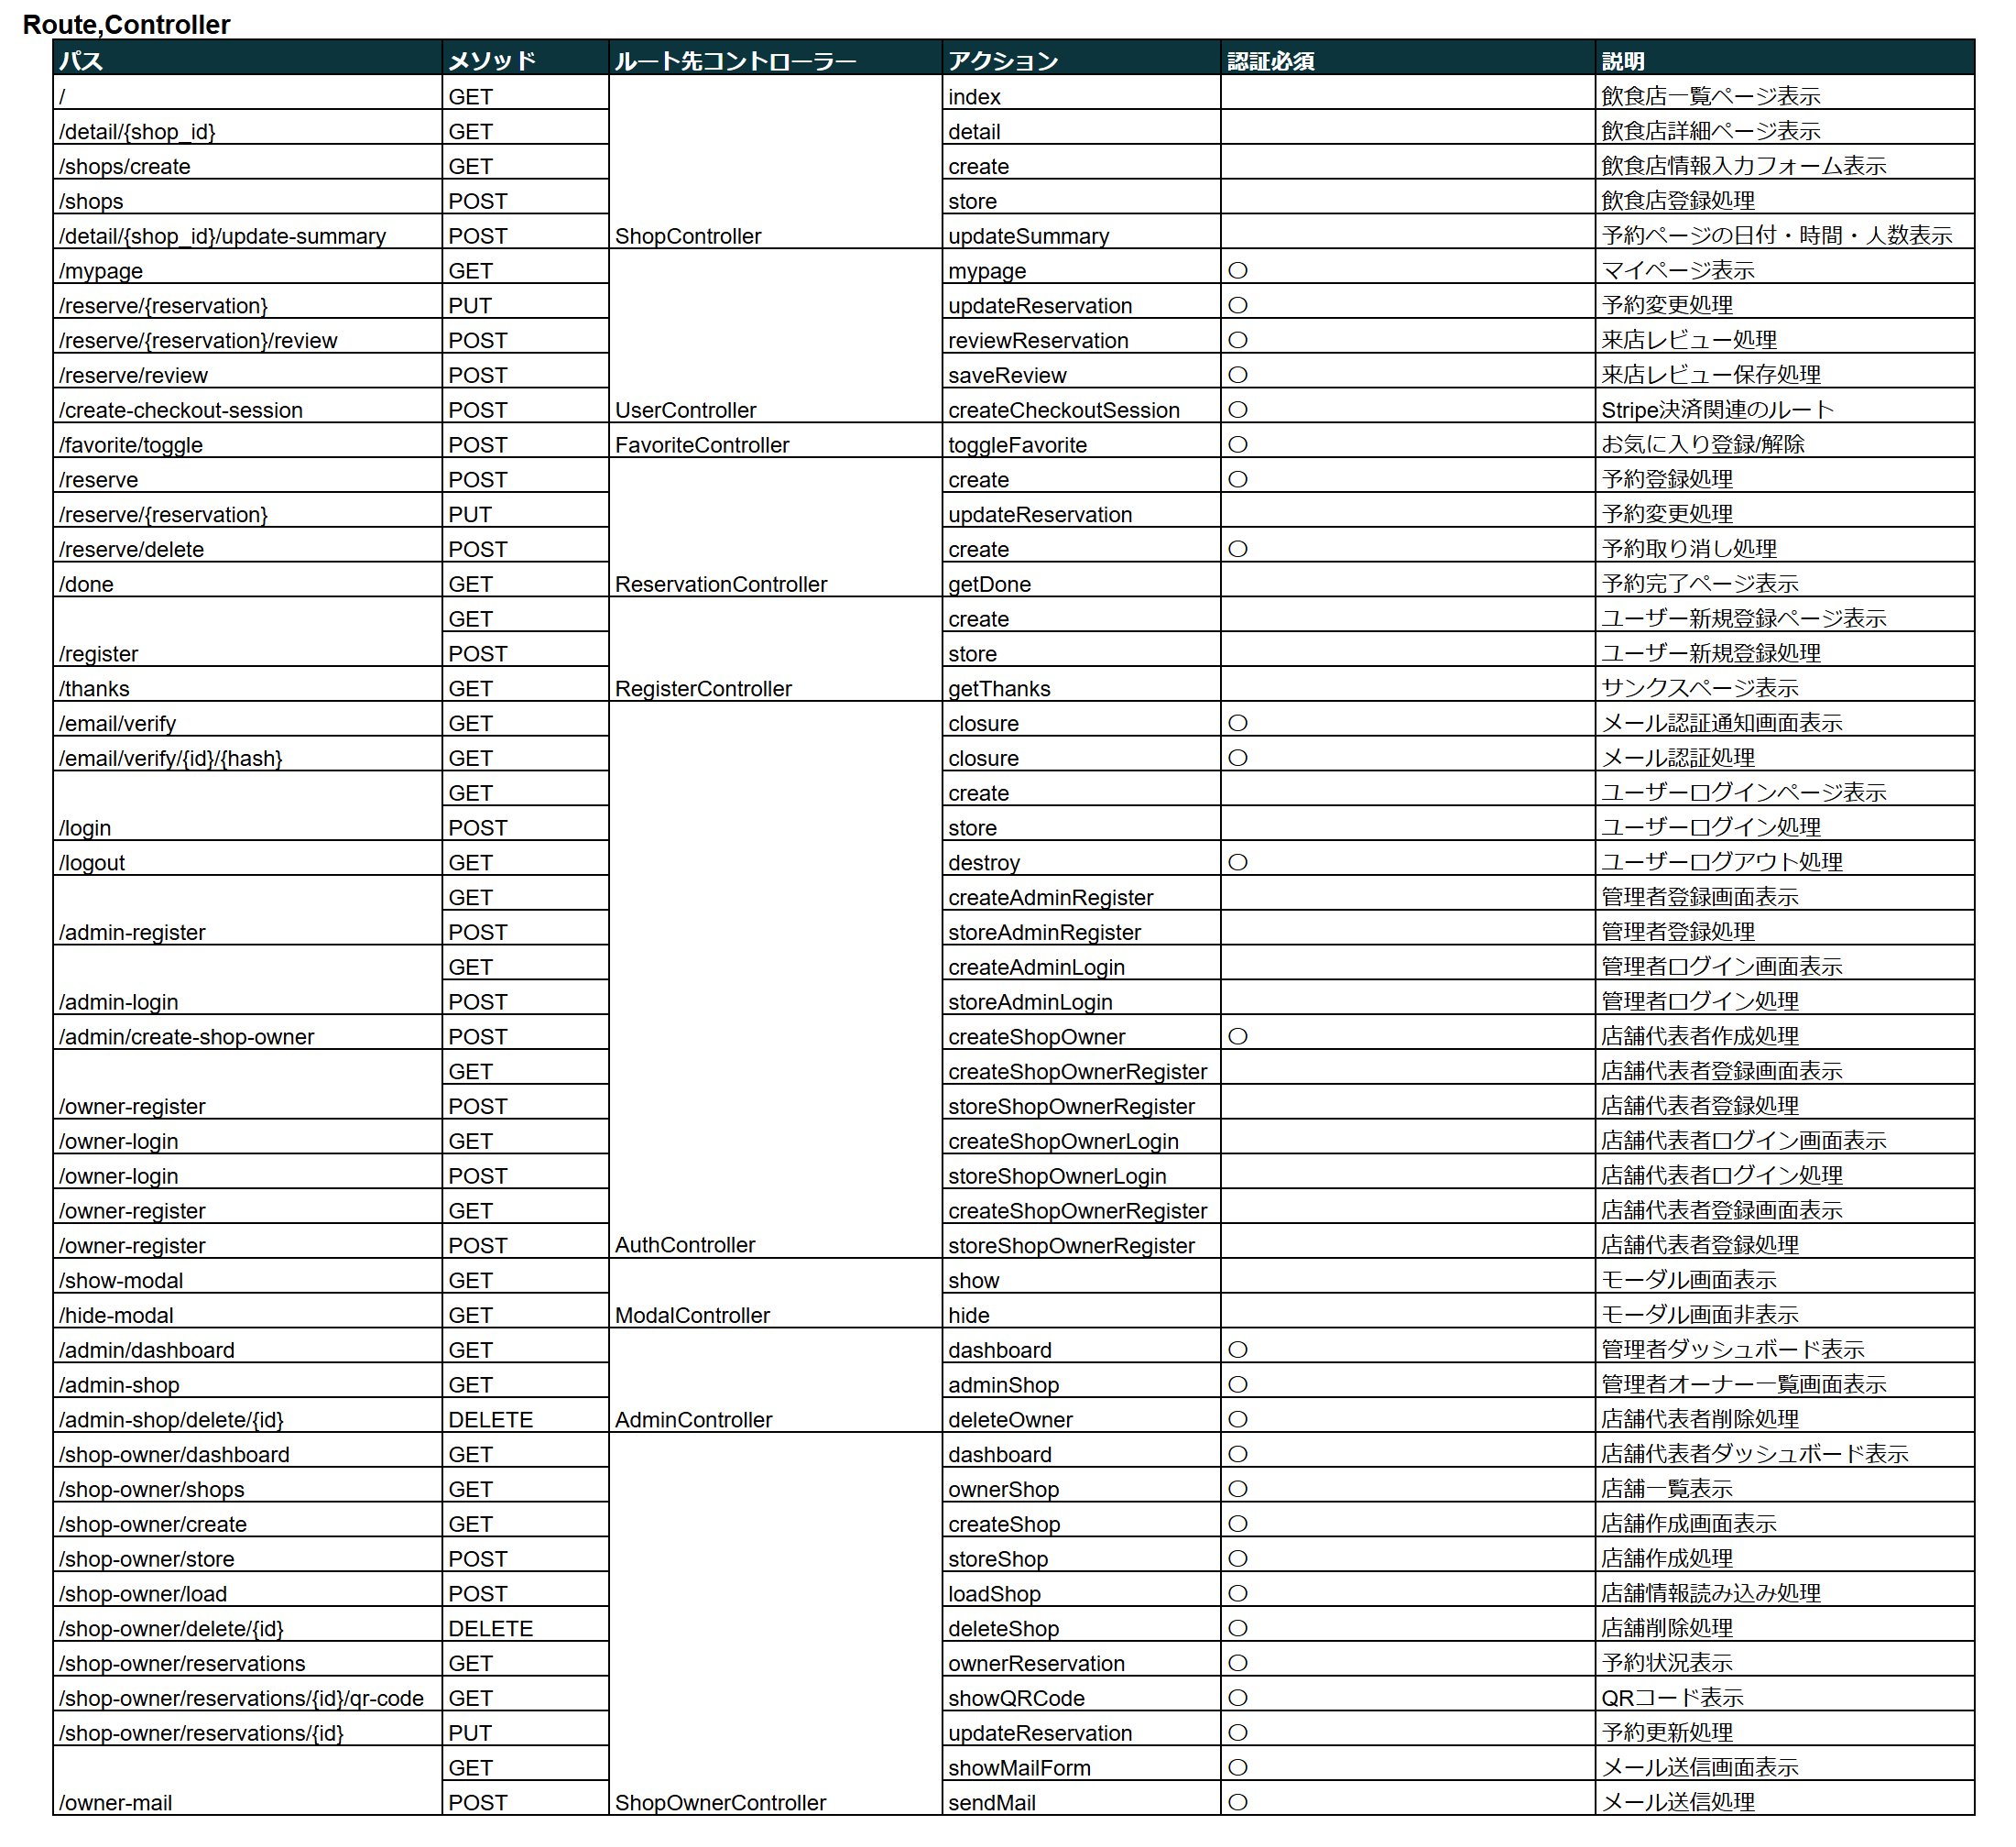 Route,Controller
パス メソッド ルート先コントローラー アクション 認証必須 説明
/ GET index 飲食店一覧ページ表示
/detail/{shop_id} GET detail 飲食店詳細ページ表示
/shops/create GET create 飲食店情報入力フォーム表示
/shops POST store 飲食店登録処理
/detail/{shop_id}/update-summary POST ShopController updateSummary 予約ページの日付・時間・人数表示
/mypage GET mypage 〇 マイページ表示
/reserve/{reservation} PUT updateReservation 〇 予約変更処理
/reserve/{reservation}/review POST reviewReservation 〇 来店レビュー処理
/reserve/review POST saveReview 〇 来店レビュー保存処理
/create-checkout-session POST UserController createCheckoutSession 〇 Stripe決済関連のルート
/favorite/toggle POST FavoriteController toggleFavorite 〇 お気に入り登録/解除
/reserve POST create 〇 予約登録処理
/reserve/{reservation} PUT updateReservation 予約変更処理
/reserve/delete POST create 〇 予約取り消し処理
/done GET ReservationController getDone 予約完了ページ表示
GET create ユーザー新規登録ページ表示
/register POST store ユーザー新規登録処理
/thanks GET RegisterController getThanks サンクスページ表示
/email/verify GET closure 〇 メール認証通知画面表示
/email/verify/{id}/{hash} GET closure 〇 メール認証処理
GET create ユーザーログインページ表示
/login POST store ユーザーログイン処理
/logout GET destroy 〇 ユーザーログアウト処理
GET createAdminRegister 管理者登録画面表示
/admin-register POST storeAdminRegister 管理者登録処理
GET createAdminLogin 管理者ログイン画面表示
/admin-login POST storeAdminLogin 管理者ログイン処理
/admin/create-shop-owner POST createShopOwner 〇 店舗代表者作成処理
GET createShopOwnerRegister 店舗代表者登録画面表示
/owner-register POST storeShopOwnerRegister 店舗代表者登録処理
/owner-login GET createShopOwnerLogin 店舗代表者ログイン画面表示
/owner-login POST storeShopOwnerLogin 店舗代表者ログイン処理
/owner-register GET createShopOwnerRegister 店舗代表者登録画面表示
/owner-register POST AuthController storeShopOwnerRegister 店舗代表者登録処理
/show-modal GET show モーダル画面表示
/hide-modal GET ModalController hide モーダル画面非表示
/admin/dashboard GET dashboard 〇 管理者ダッシュボード表示
/admin-shop GET adminShop 〇 管理者オーナー一覧画面表示
/admin-shop/delete/{id} DELETE AdminController deleteOwner 〇 店舗代表者削除処理
/shop-owner/dashboard GET dashboard 〇 店舗代表者ダッシュボード表示
/shop-owner/shops GET ownerShop 〇 店舗一覧表示
/shop-owner/create GET createShop 〇 店舗作成画面表示
/shop-owner/store POST storeShop 〇 店舗作成処理
/shop-owner/load POST loadShop 〇 店舗情報読み込み処理
/shop-owner/delete/{id} DELETE deleteShop 〇 店舗削除処理
/shop-owner/reservations GET ownerReservation 〇 予約状況表示
/shop-owner/reservations/{id}/qr-code GET showQRCode 〇 QRコード表示
/shop-owner/reservations/{id} PUT updateReservation 〇 予約更新処理
GET showMailForm 〇 メール送信画面表示
/owner-mail POST ShopOwnerController sendMail 〇 メール送信処理